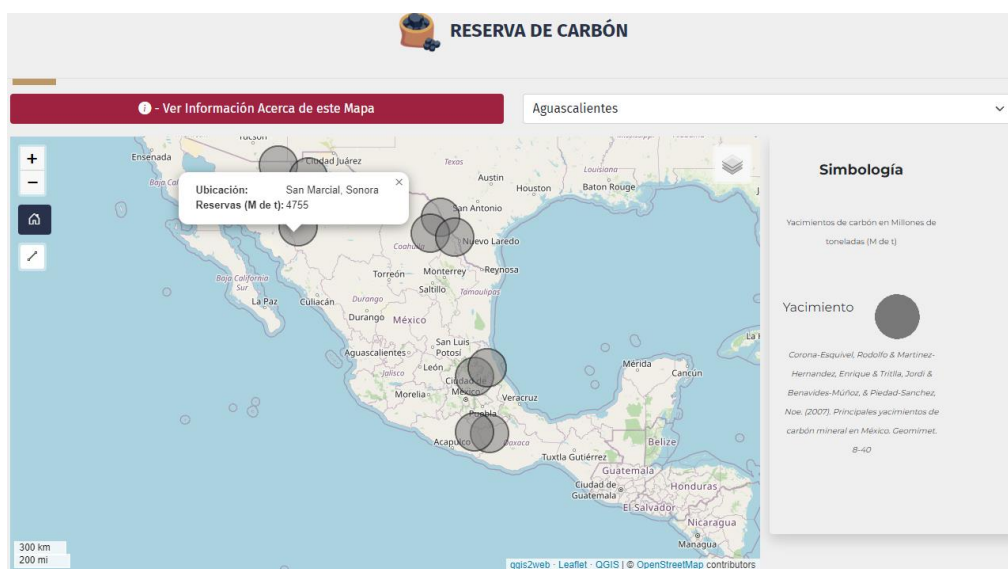 RESERVA DE CARBÓN
- Ver Información Acerca de este Mapa
Aguascalientes
+
−
Ubicación: San Marcial, Sonora
Reservas (M de t): 4755
×
Tucson
Ensenada
Ciudad Juárez
Texas
Louisiana
Austin
Houston
Baton Rouge
San Antonio
Coahuila
Nuevo Laredo
Torreón
Monterrey
Reynosa
Saltillo
Baja California Sur
Tamaulipas
La Paz
Culiacán
Durango
Durango
México
San Luis Potosí
Aguascalientes
León
Jalisco
Ciudad de México
Morelia
Veracruz
Puebla
Mérida
Cancún
Acapulco
Oaxaca
Tuxtla Gutiérrez
Belize
Guatemala
Ciudad de Guatemala
Honduras
El Salvador
Nicaragua
Managua
300 km
200 mi
qgis2web · Leaflet · QGIS | © OpenStreetMap contributors
Simbología
Yacimientos de carbón en Millones de
toneladas (M de t)
Yacimiento
Corona-Esquivel, Rodolfo & Martinez-
Hernandez, Enrique & Tritlla, Jordi &
Benavides-Múñoz, & Piedad-Sanchez,
Noe. (2007). Principales yacimientos de
carbón mineral en México. Geomimet.
8-40